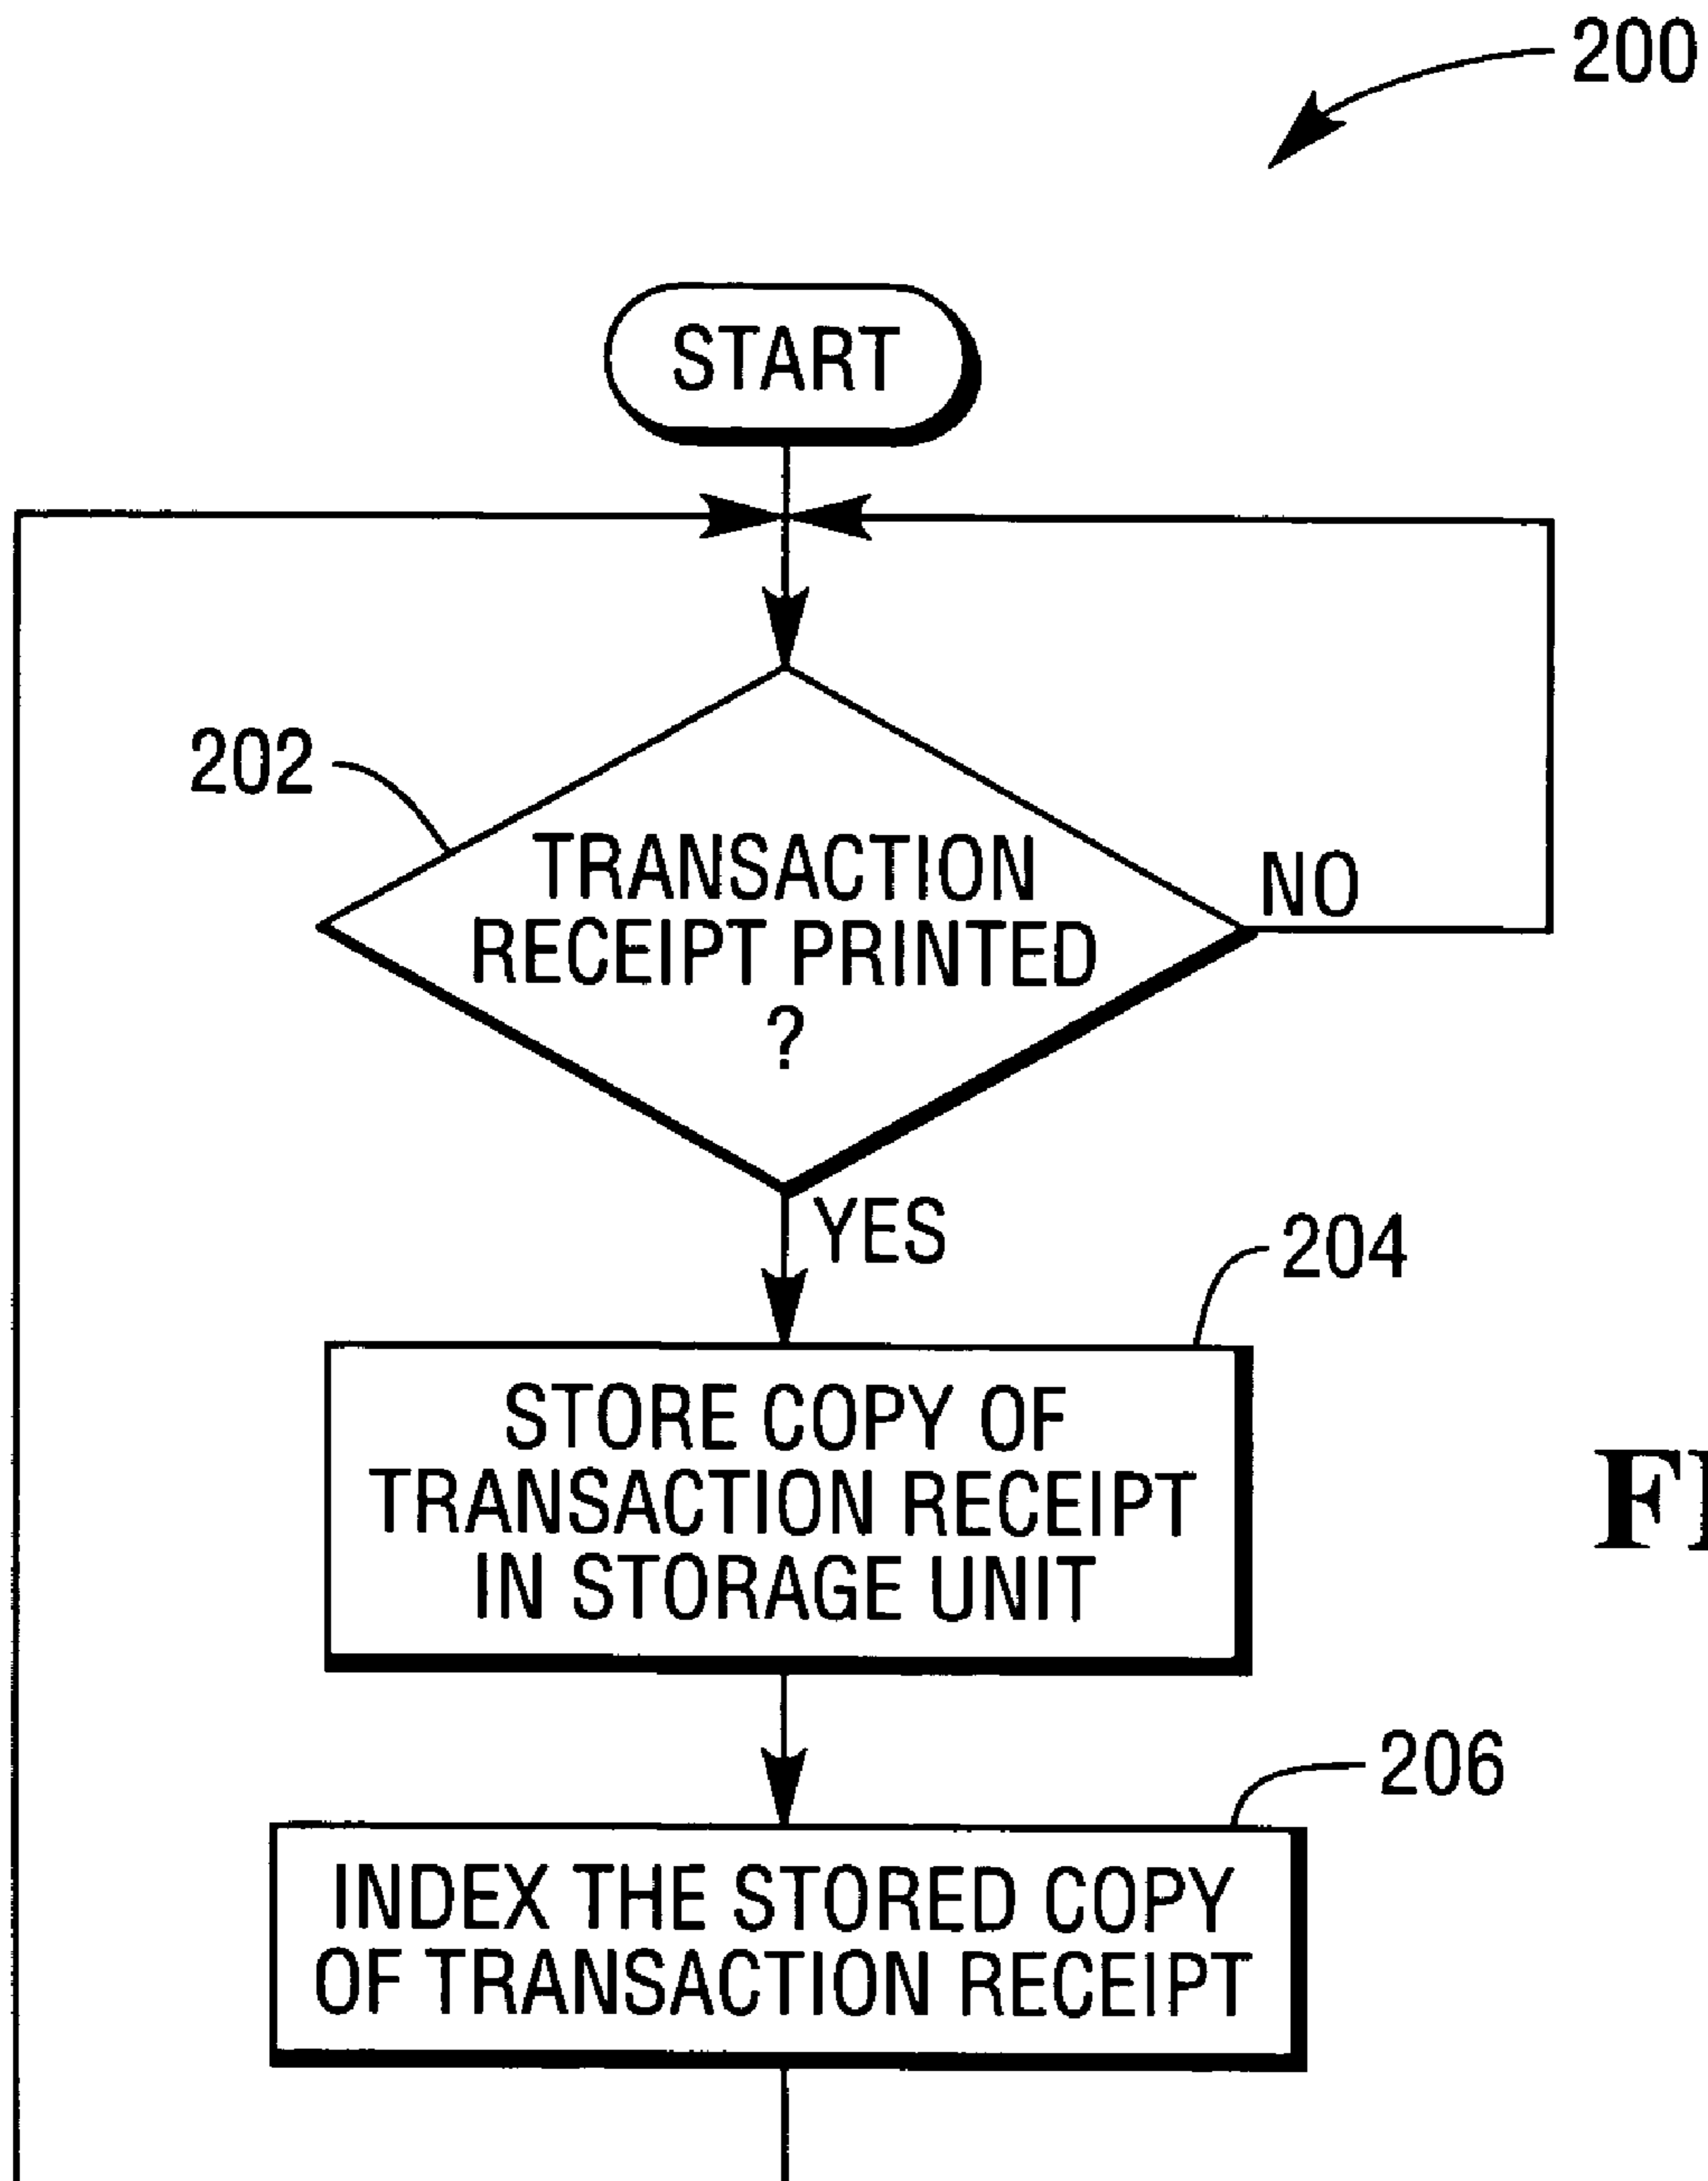 200
START
202
TRANSACTION
RECEIPT PRINTED
?
NO
YES
204
STORE COPY OF
TRANSACTION RECEIPT
IN STORAGE UNIT
206
INDEX THE STORED COPY
OF TRANSACTION RECEIPT